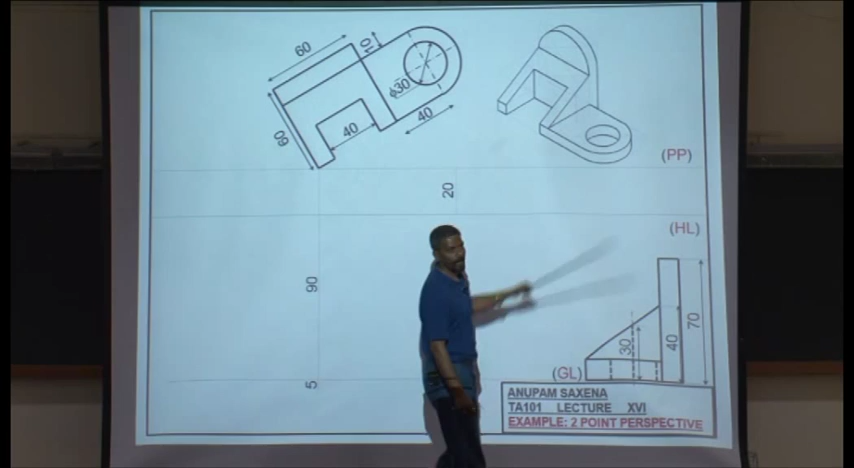 60
10
ϕ30
40
60
40
(PP)
20
(HL)
90
70
30
40
(GL)
5
ANUPAM SAXENA
TA101 LECTURE XVI
EXAMPLE: 2 POINT PERSPECTIVE